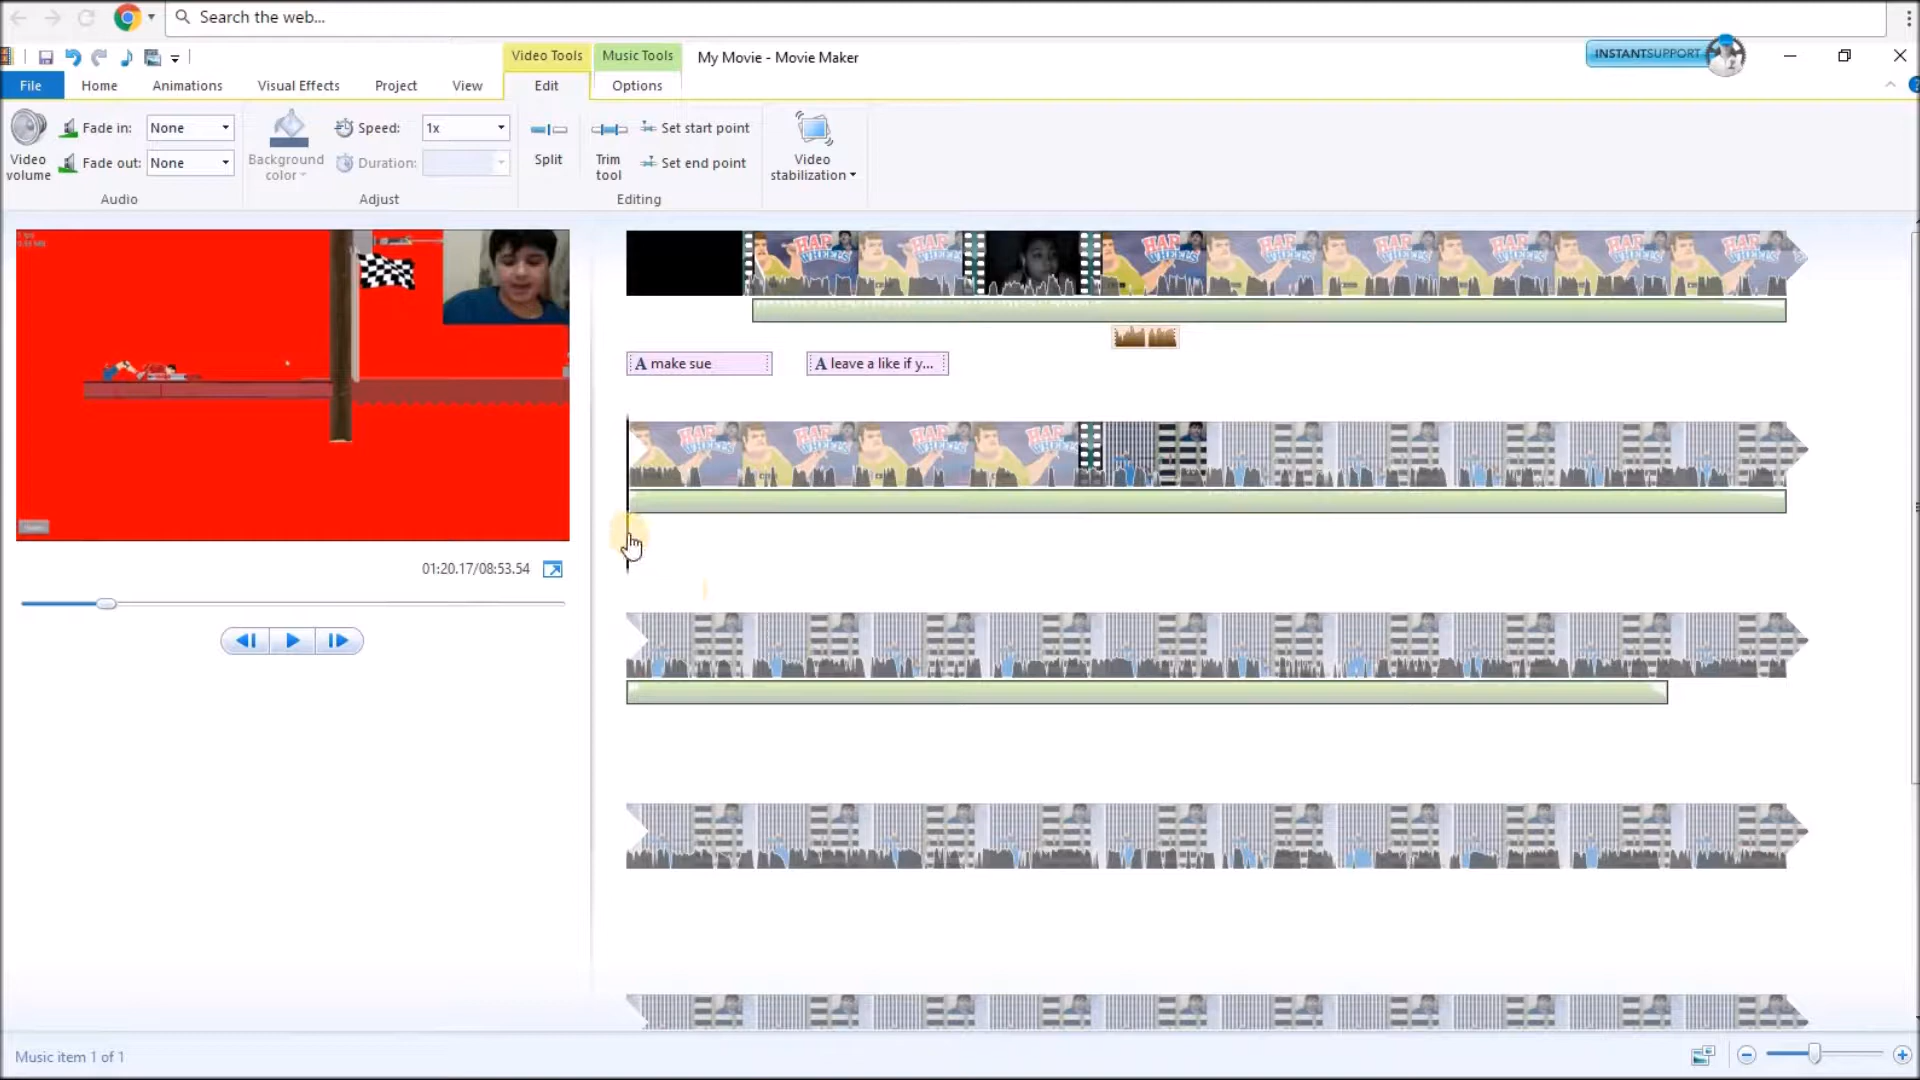 Search the web...
Video Tools
Music Tools
My Movie - Movie Maker
INSTANTSUPPORT
File
Home
Animations
Visual Effects
Project
View
Edit
Options
Video volume
Fade in:
None
Fade out:
None
Audio
Background color
Speed:
1x
Duration:
Adjust
Split
Trim tool
Set start point
Set end point
Editing
Video stabilization
make sue
leave a like if y...
01:20.17/08:53.54
Music item 1 of 1